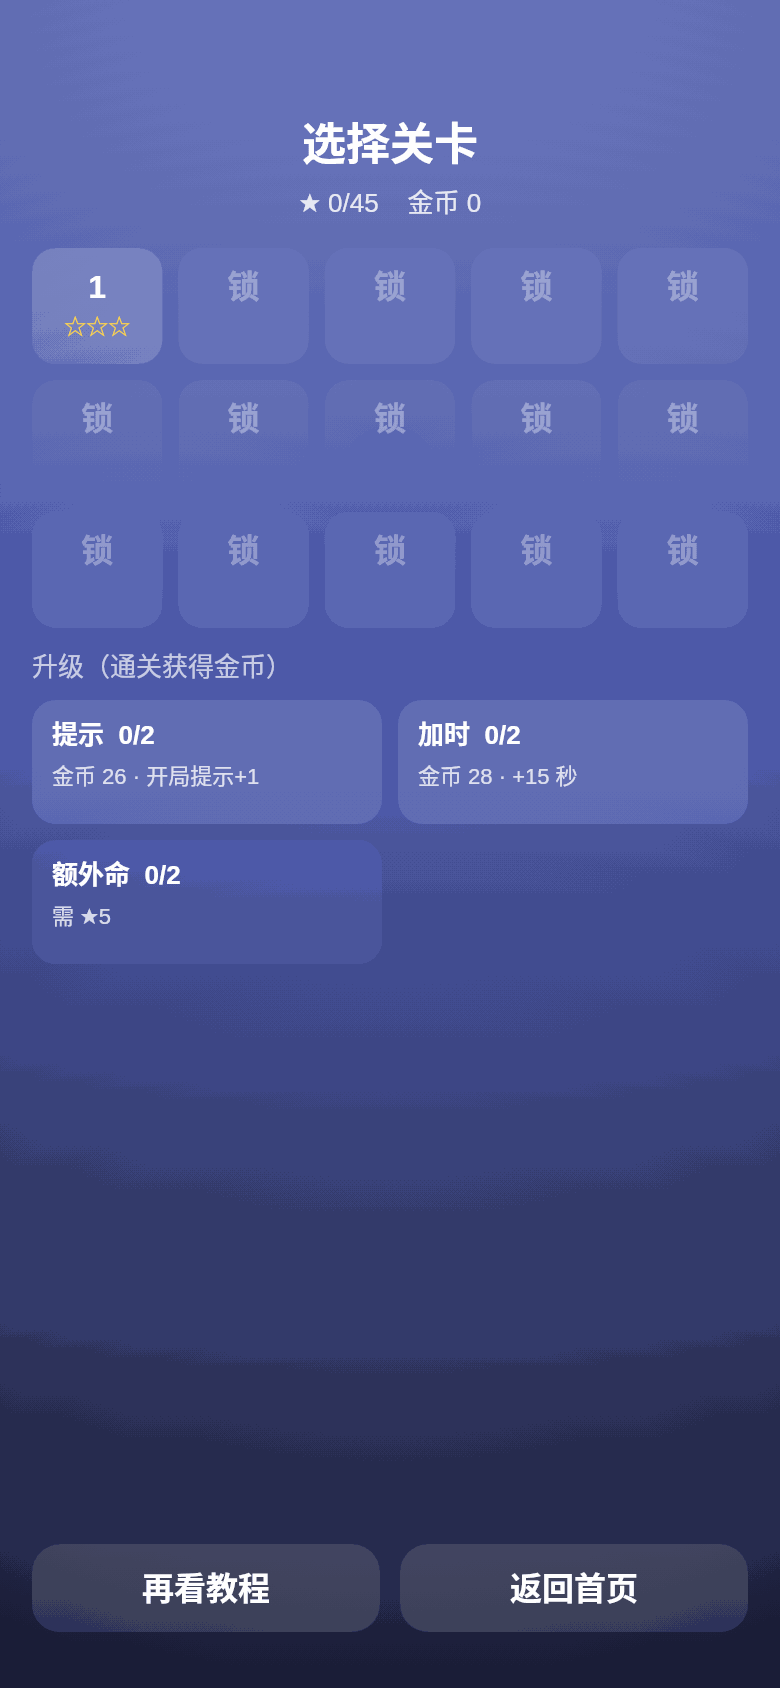 选择关卡
★ 0/45 金币 0
1 锁 锁 锁 锁
☆☆☆
锁 锁 锁 锁 锁
锁 锁 锁 锁 锁
升级（通关获得金币）
提示 0/2
金币 26 · 开局提示+1
加时 0/2
金币 28 · +15 秒
额外命 0/2
需 ★5
再看教程
返回首页